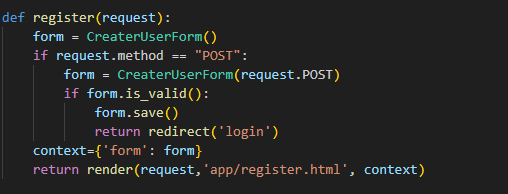 def register(request):
    form = CreaterUserForm()
    if request.method == "POST":
        form = CreaterUserForm(request.POST)
        if form.is_valid():
            form.save()
            return redirect('login')
    context={'form': form}
    return render(request,'app/register.html', context)